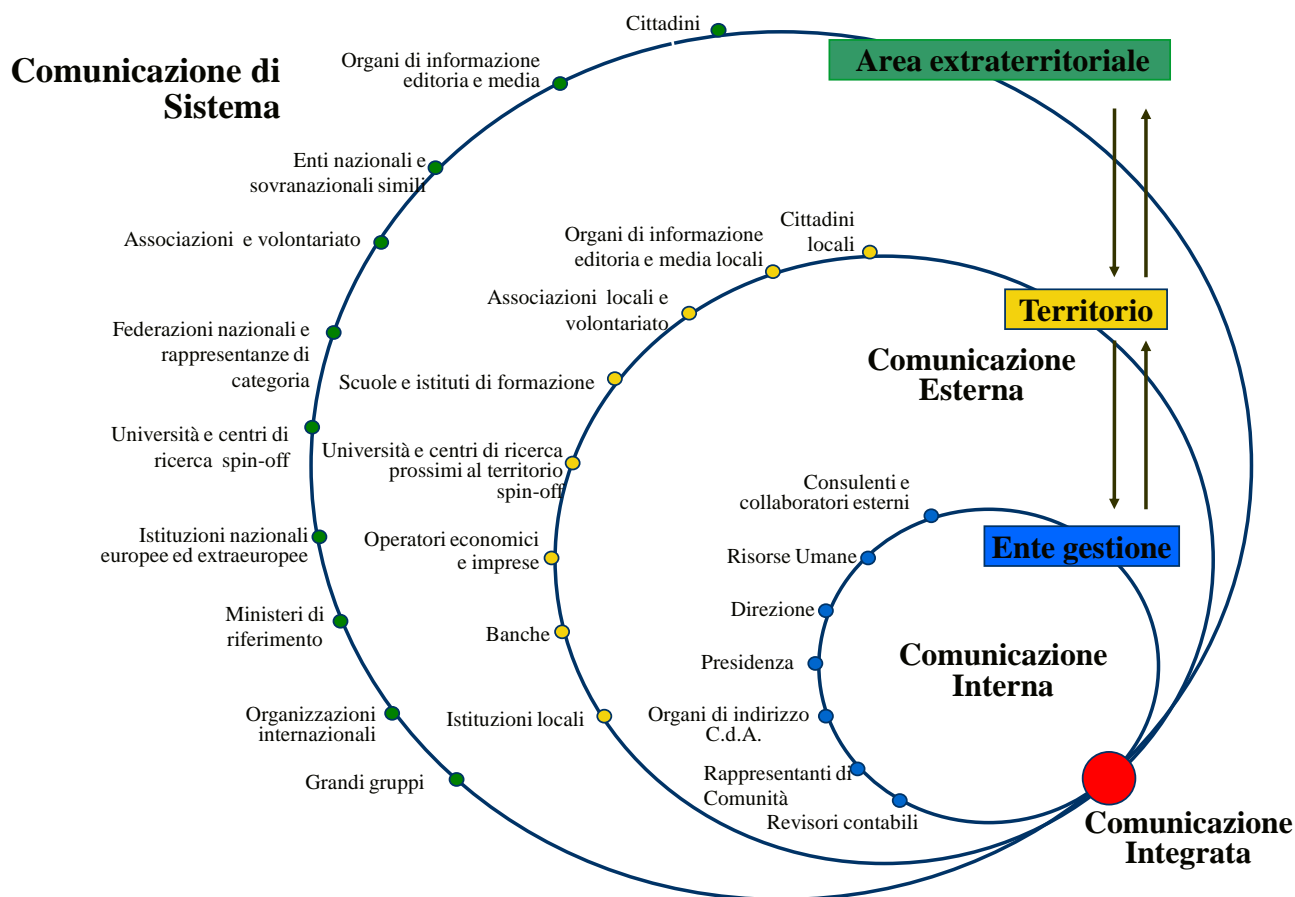 Cittadini
Area extraterritoriale
Comunicazione di
Sistema
Organi di informazione
editoria e media
Enti nazionali e
sovranazionali simili
Associazioni e volontariato
Federazioni nazionali e
rappresentanze di
categoria
Università e centri di
ricerca spin-off
Istituzioni nazionali
europee ed extraeuropee
Ministeri di
riferimento
Organizzazioni
internazionali
Grandi gruppi
Cittadini
locali
Organi di informazione
editoria e media locali
Associazioni locali e
volontariato
Scuole e istituti di formazione
Università e centri di ricerca
prossimi al territorio
spin-off
Operatori economici
e imprese
Banche
Istituzioni locali
Territorio
Comunicazione
Esterna
Consulenti e
collaboratori esterni
Ente gestione
Risorse Umane
Direzione
Presidenza
Organi di indirizzo
C.d.A.
Rappresentanti di
Comunità
Revisori contabili
Comunicazione
Interna
Comunicazione
Integrata